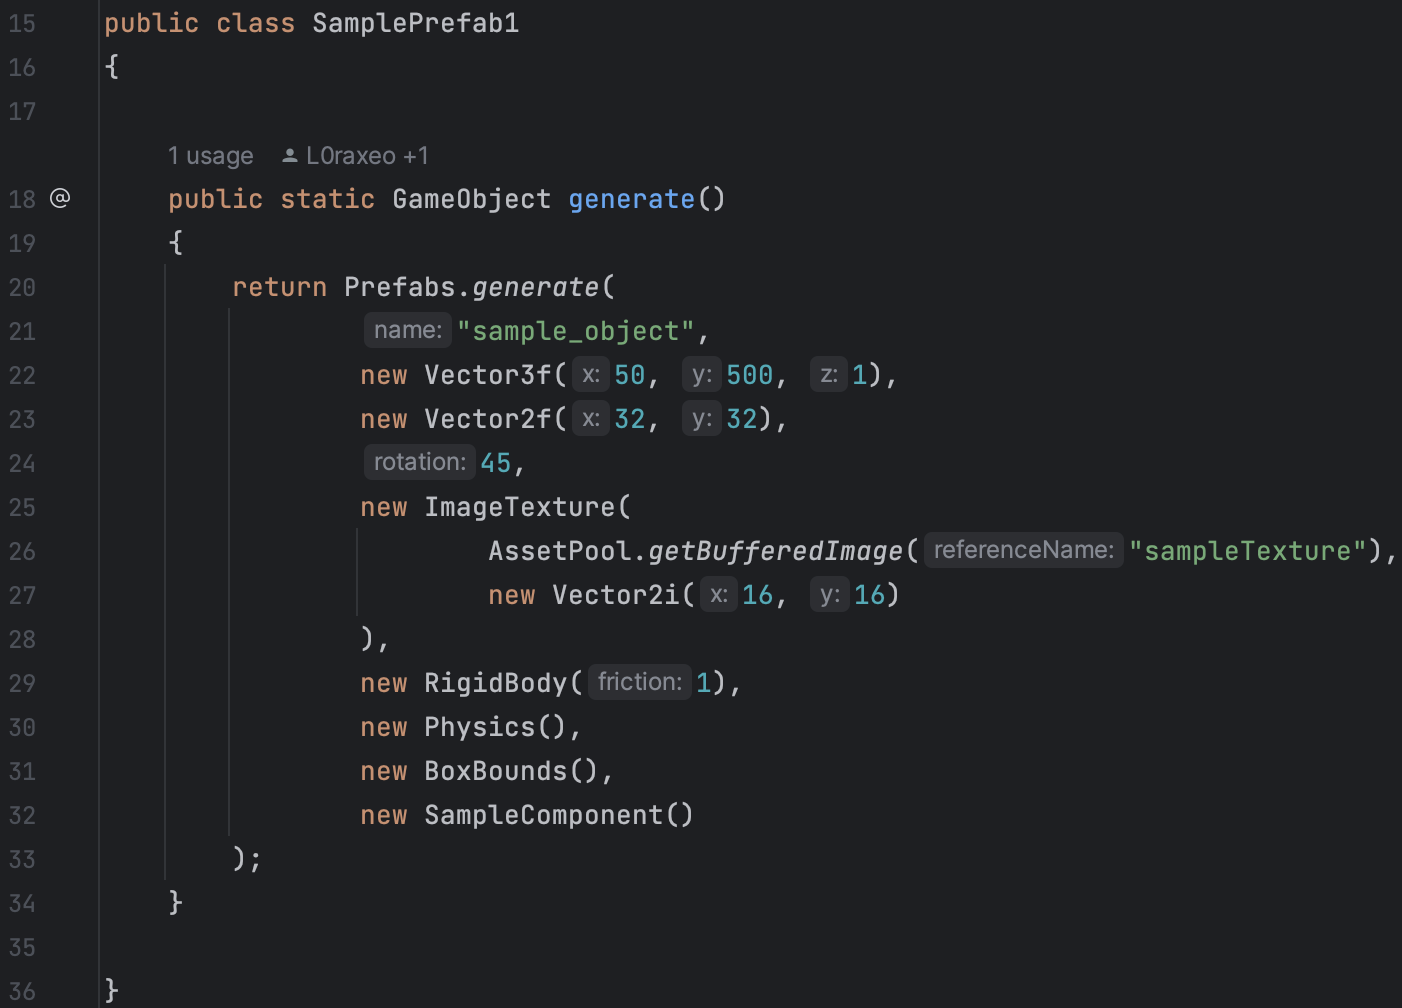 15 public class SamplePrefab1
16 {
17
1 usage L0raxeo +1
18 @ public static GameObject generate()
19 {
20 return Prefabs.generate(
21 name: "sample_object",
22 new Vector3f( x: 50, y: 500, z: 1),
23 new Vector2f( x: 32, y: 32),
24 rotation: 45,
25 new ImageTexture(
26 AssetPool.getBufferedImage( referenceName: "sampleTexture"),
27 new Vector2i( x: 16, y: 16)
28 ),
29 new RigidBody( friction: 1),
30 new Physics(),
31 new BoxBounds(),
32 new SampleComponent()
33 );
34 }
35
36 }